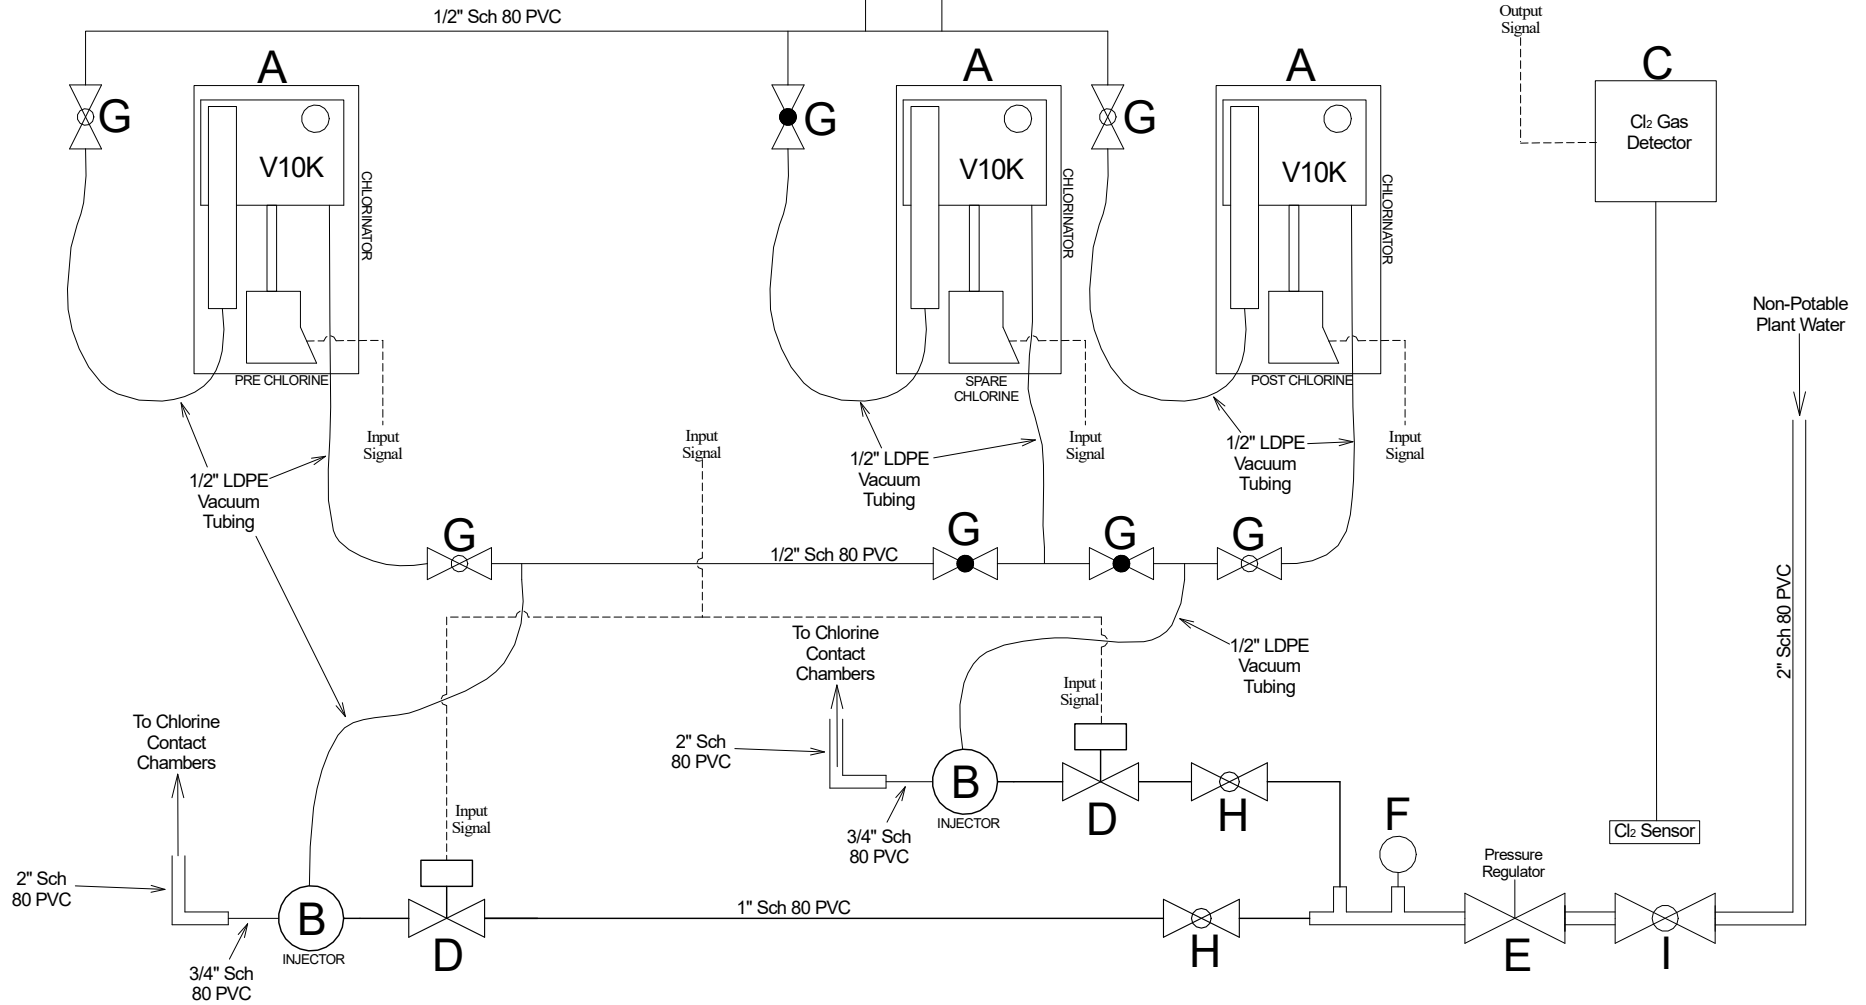 1/2" Sch 80 PVC
Output
Signal
A
A
A
C
G
G
G
Cl2 Gas
Detector
V10K
V10K
V10K
CHLORINATOR
CHLORINATOR
CHLORINATOR
Non-Potable
Plant Water
PRE CHLORINE
SPARE
CHLORINE
POST CHLORINE
Input
Signal
Input
Signal
Input
Signal
Input
Signal
1/2" LDPE
Vacuum
Tubing
1/2" LDPE
Vacuum
Tubing
1/2" LDPE
Vacuum
Tubing
G
G
G
G
1/2" Sch 80 PVC
2" Sch 80 PVC
To Chlorine
Contact
Chambers
1/2" LDPE
Vacuum
Tubing
Input
Signal
To Chlorine
Contact
Chambers
2" Sch
80 PVC
B
INJECTOR
D
H
3/4" Sch
80 PVC
F
Input
Signal
Cl2 Sensor
Pressure
Regulator
2" Sch
80 PVC
B
INJECTOR
D
1" Sch 80 PVC
H
E
I
3/4" Sch
80 PVC